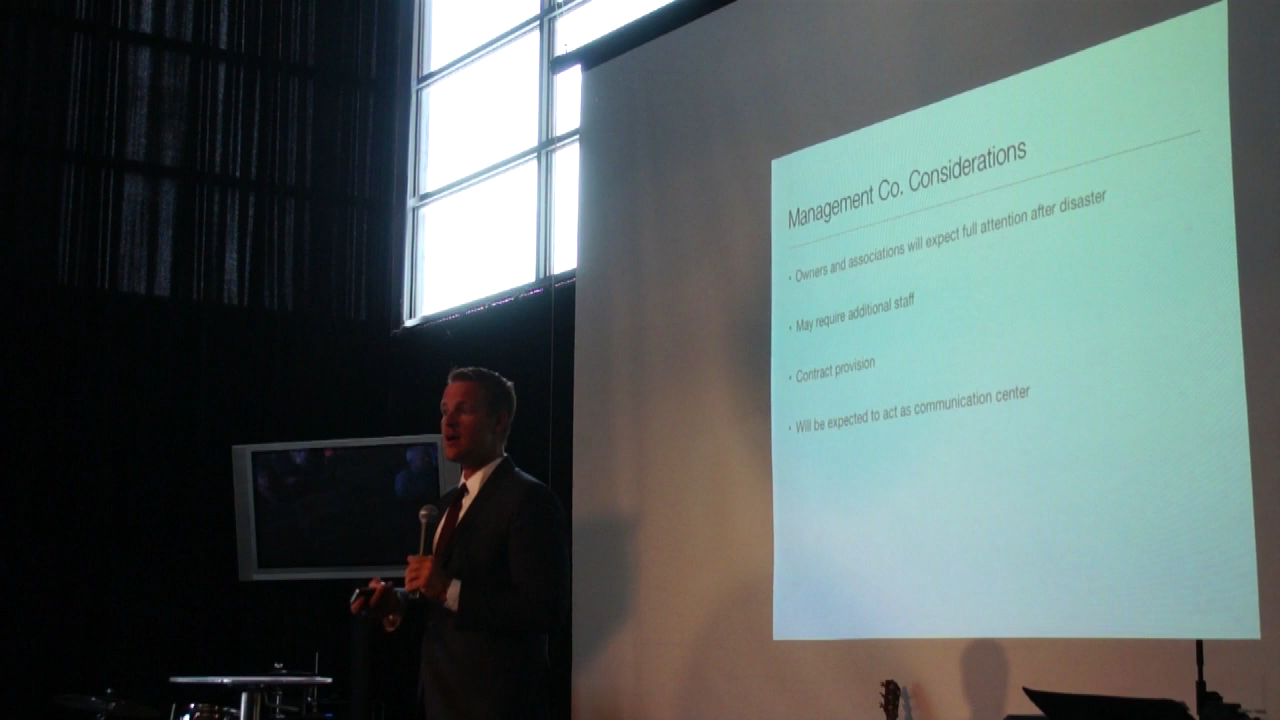 Management Co. Considerations
• Owners and associations will expect full attention after disaster
• May require additional staff
• Contract provision
• Will be expected to act as communication center